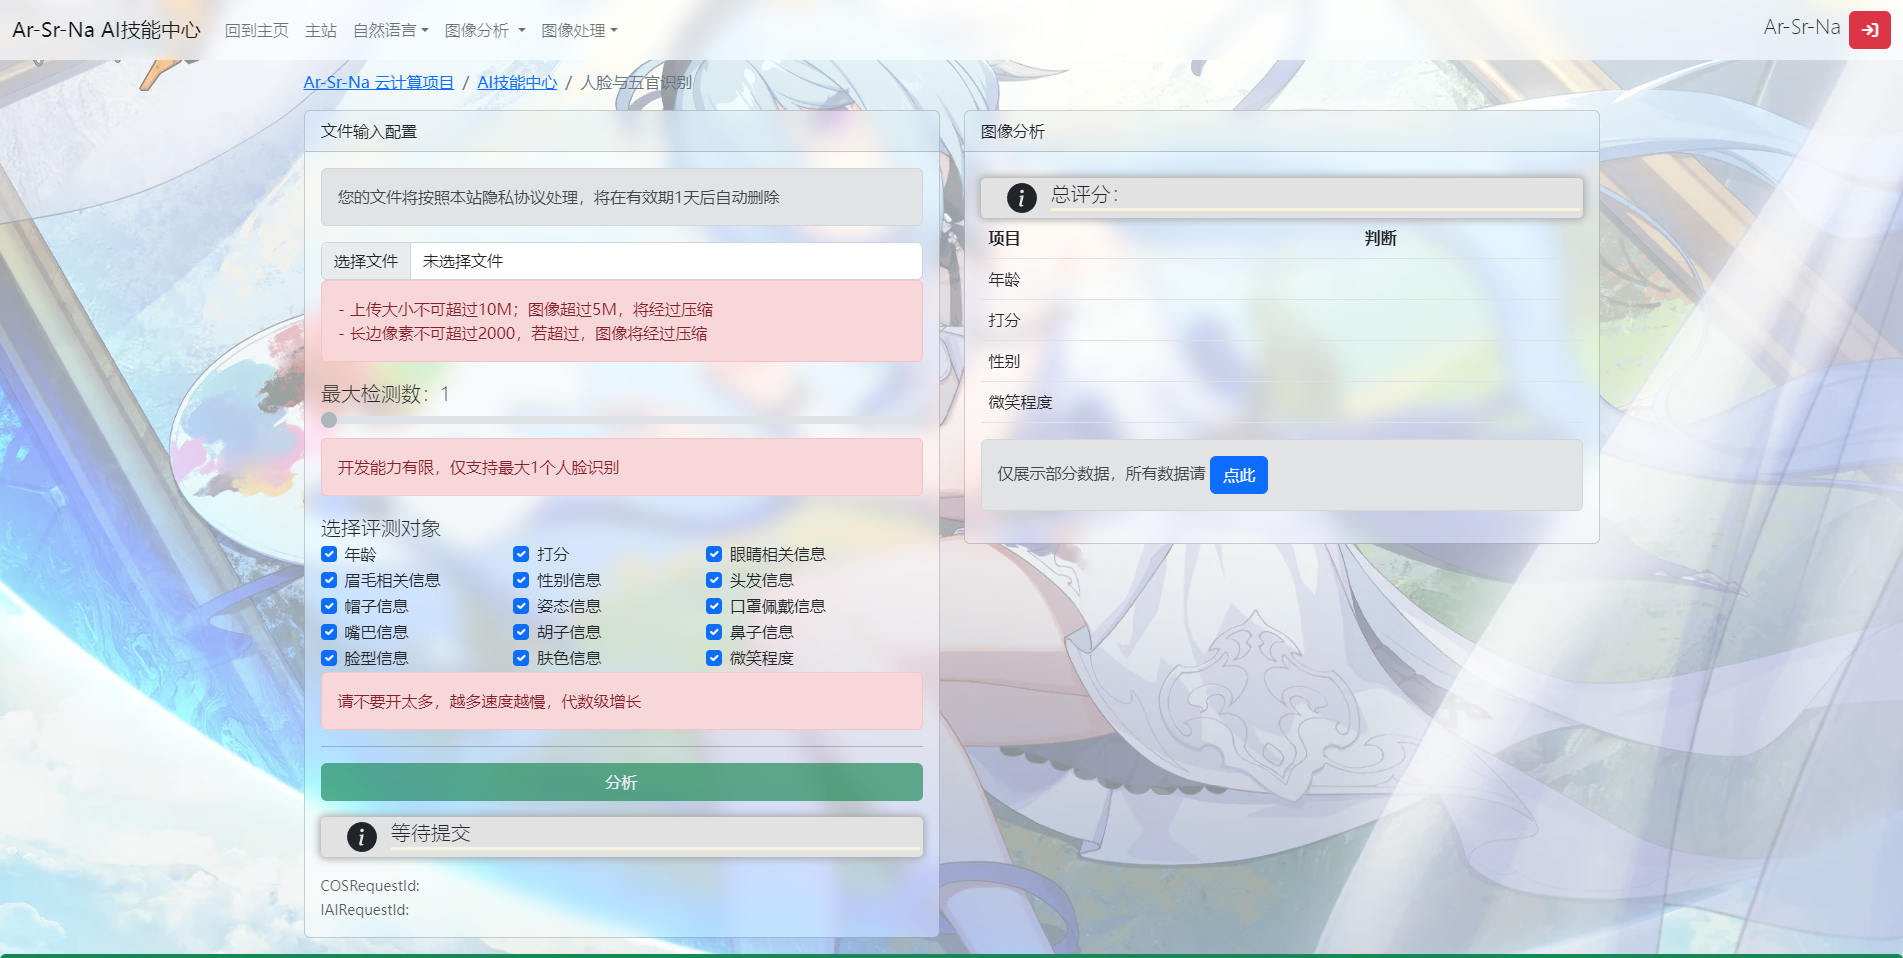 Ar-Sr-Na AI技能中心 回到主页 主站 自然语言 图像分析 图像处理 Ar-Sr-Na
Ar-Sr-Na 云计算项目 / AI技能中心 / 人脸与五官识别
文件输入配置
您的文件将按照本站隐私协议处理，将在有效期1天后自动删除
选择文件 未选择文件
- 上传大小不可超过10M；图像超过5M，将经过压缩
- 长边像素不可超过2000，若超过，图像将经过压缩
最大检测数：1
开发能力有限，仅支持最大1个人脸识别
选择评测对象
年龄 打分 眼睛相关信息
眉毛相关信息 性别信息 头发信息
帽子信息 姿态信息 口罩佩戴信息
嘴巴信息 胡子信息 鼻子信息
脸型信息 肤色信息 微笑程度
请不要开太多，越多速度越慢，代数级增长
分析
i 等待提交
COSRequestId:
IAIRequestId:
图像分析
i 总评分：
项目 判断
年龄
打分
性别
微笑程度
仅展示部分数据，所有数据请 点此